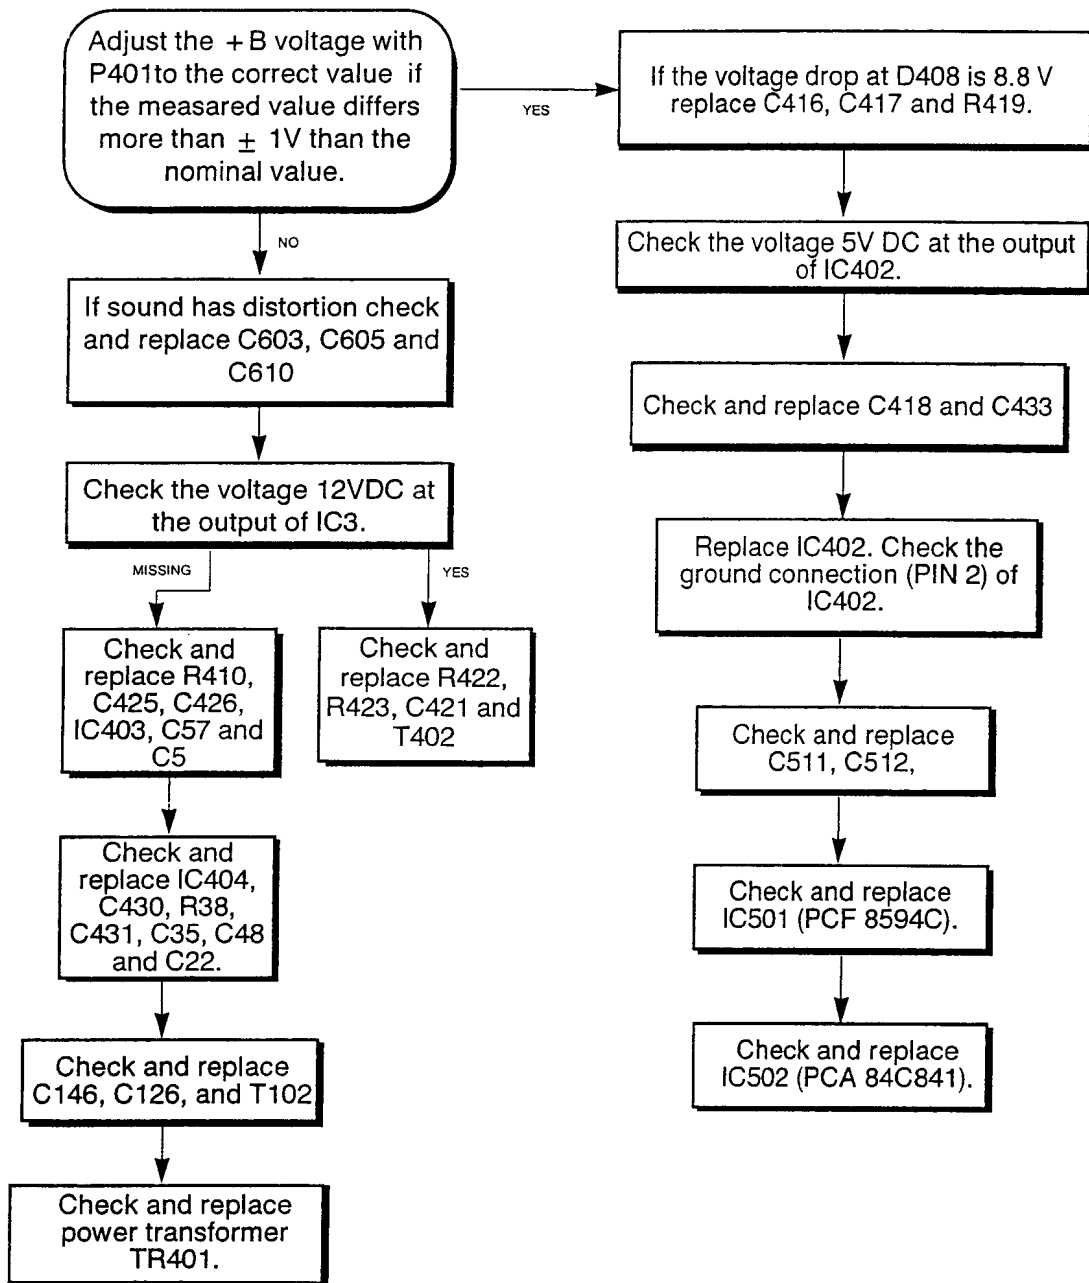 Adjust the + B voltage with
P401to the correct value if
the measared value differs
more than ± 1V than the
nominal value.
YES
If the voltage drop at D408 is 8.8 V
replace C416, C417 and R419.
NO
Check the voltage 5V DC at the output
of IC402.
If sound has distortion check
and replace C603, C605 and
C610
Check and replace C418 and C433
Check the voltage 12VDC at
the output of IC3.
Replace IC402. Check the
ground connection (PIN 2) of
IC402.
MISSING
YES
Check and
replace R410,
C425, C426,
IC403, C57 and
C5
Check and
replace R422,
R423, C421 and
T402
Check and replace
C511, C512,
Check and
replace IC404,
C430, R38,
C431, C35, C48
and C22.
Check and replace
IC501 (PCF 8594C).
Check and replace
C146, C126, and T102
Check and replace
IC502 (PCA 84C841).
Check and replace
power transformer
TR401.